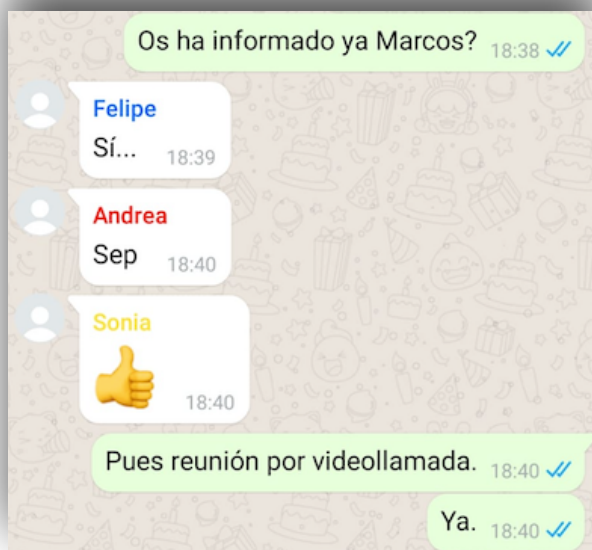 Os ha informado ya Marcos? 18:38
Felipe
Sí... 18:39
Andrea
Sep 18:40
Sonia
👍 18:40
Pues reunión por videollamada. 18:40
Ya. 18:40